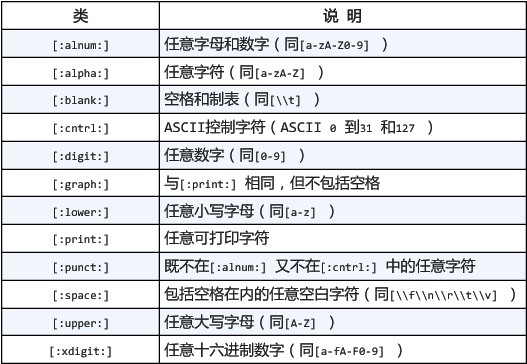 类 说 明
[:alnum:] 任意字母和数字（同[a-zA-Z0-9] ）
[:alpha:] 任意字符（同[a-zA-Z] ）
[:blank:] 空格和制表（同[\\t] ）
[:cntrl:] ASCII控制字符（ASCII 0 到31 和127 ）
[:digit:] 任意数字（同[0-9] ）
[:graph:] 与[:print:] 相同，但不包括空格
[:lower:] 任意小写字母（同[a-z] ）
[:print:] 任意可打印字符
[:punct:] 既不在[:alnum:] 又不在[:cntrl:] 中的任意字符
[:space:] 包括空格在内的任意空白字符（同[\\f\\n\\r\\t\\v] ）
[:upper:] 任意大写字母（同[A-Z] ）
[:xdigit:] 任意十六进制数字（同[a-fA-F0-9] ）